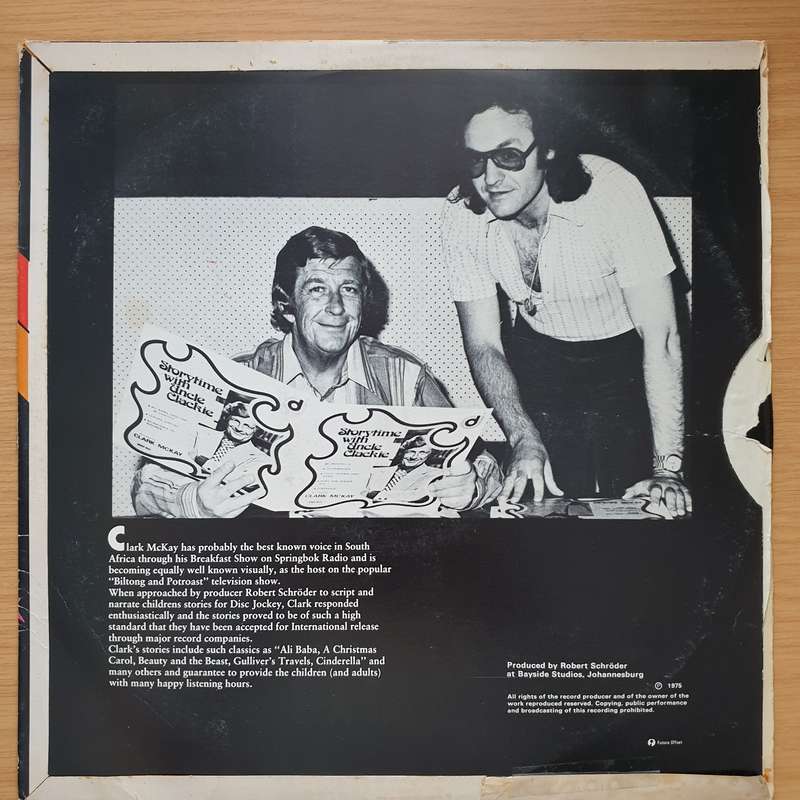 Storytime
with
Uncle
Clackie
CLARK MCKAY
Storytime
with
Uncle
Clackie
CLARK MCKAY
Clark McKay has probably the best known voice in South
Africa through his Breakfast Show on Springbok Radio and is
becoming equally well known visually, as the host on the popular
“Biltong and Potroast” television show.
When approached by producer Robert Schröder to script and
narrate childrens stories for Disc Jockey, Clark responded
enthusiastically and the stories proved to be of such a high
standard that they have been accepted for International release
through major record companies.
Clark's stories include such classics as “Ali Baba, A Christmas
Carol, Beauty and the Beast, Gulliver's Travels, Cinderella” and
many others and guarantee to provide the children (and adults)
with many happy listening hours.
Produced by Robert Schröder
at Bayside Studios, Johannesburg
℗ 1975
All rights of the record producer and of the owner of the
work reproduced reserved. Copying, public performance
and broadcasting of this recording prohibited.
Future Offset